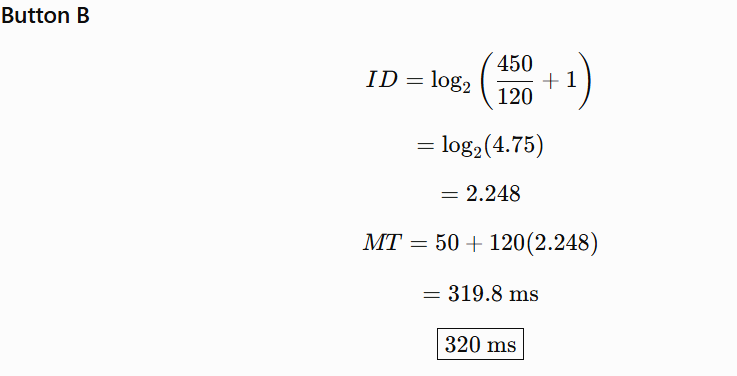 Button B
ID = log₂(450/120 + 1)
= log₂(4.75)
= 2.248
MT = 50 + 120(2.248)
= 319.8 ms
320 ms